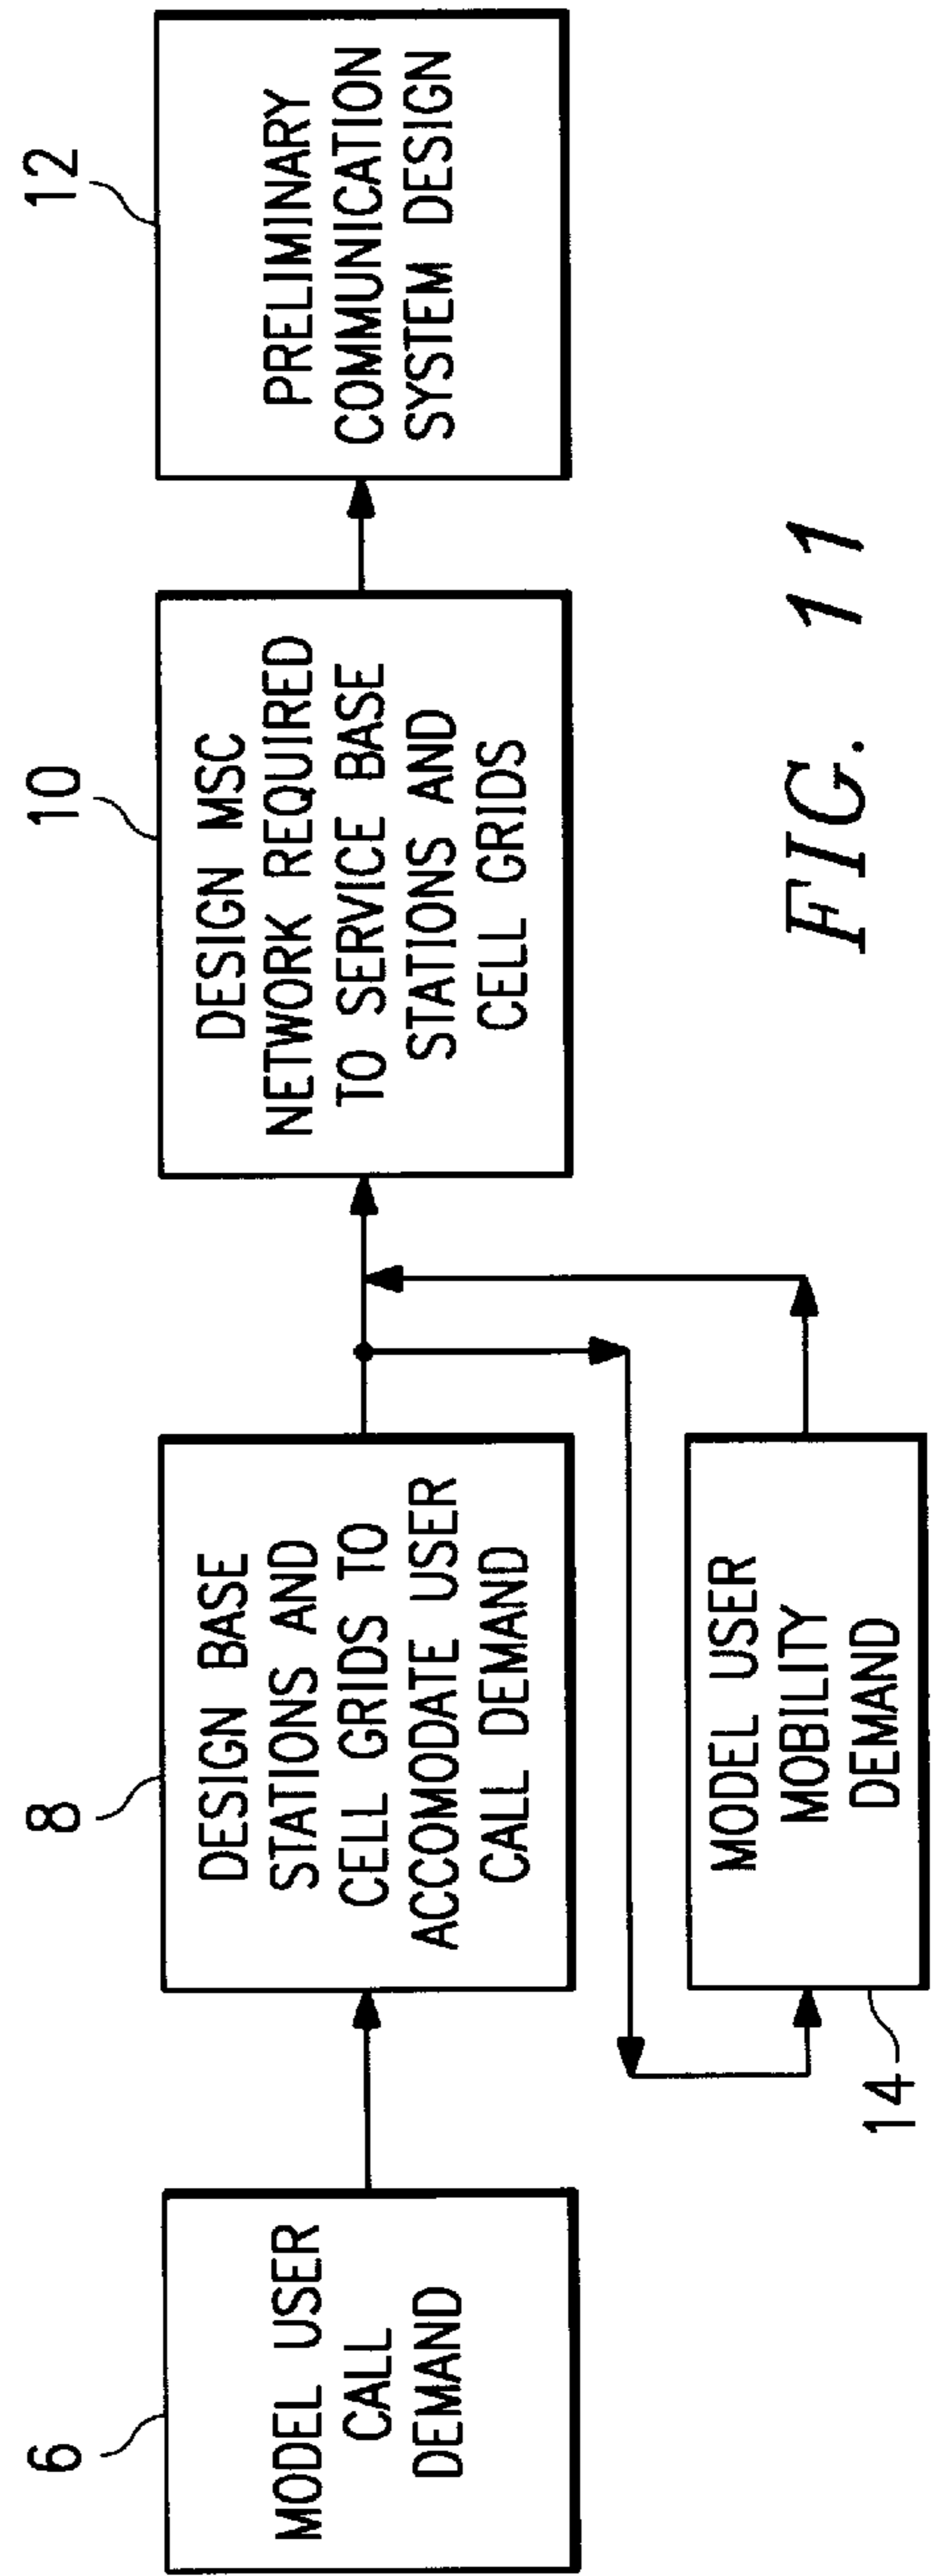 6
MODEL USER
CALL
DEMAND
8
DESIGN BASE
STATIONS AND
CELL GRIDS TO
ACCOMODATE USER
CALL DEMAND
10
DESIGN MSC
NETWORK REQUIRED
TO SERVICE BASE
STATIONS AND
CELL GRIDS
12
PRELIMINARY
COMMUNICATION
SYSTEM DESIGN
14
MODEL USER
MOBILITY
DEMAND
FIG. 11